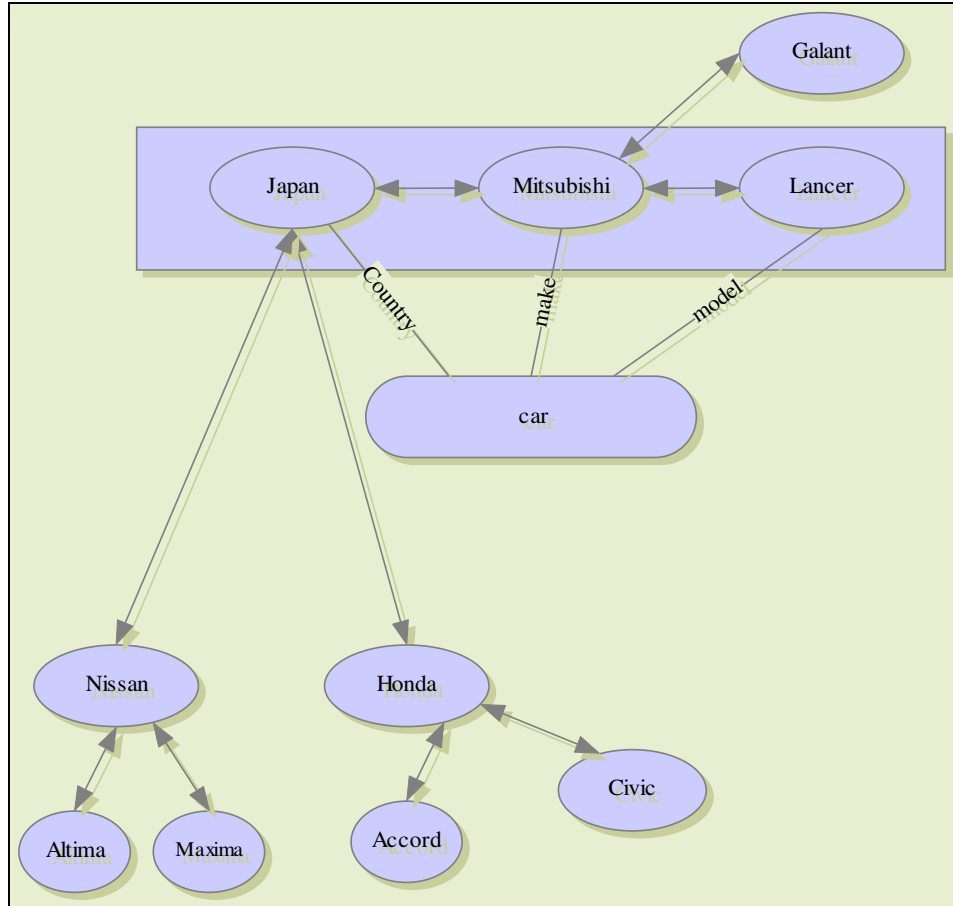 Galant
Japan
Mitsubishi
Lancer
Country
make
model
car
Nissan
Honda
Civic
Altima
Maxima
Accord